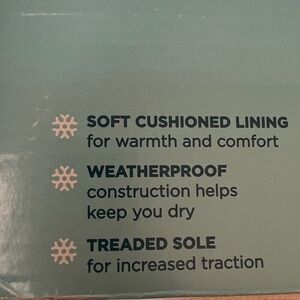 SOFT CUSHIONED LINING
for warmth and comfort
WEATHERPROOF
construction helps
keep you dry
TREADED SOLE
for increased traction